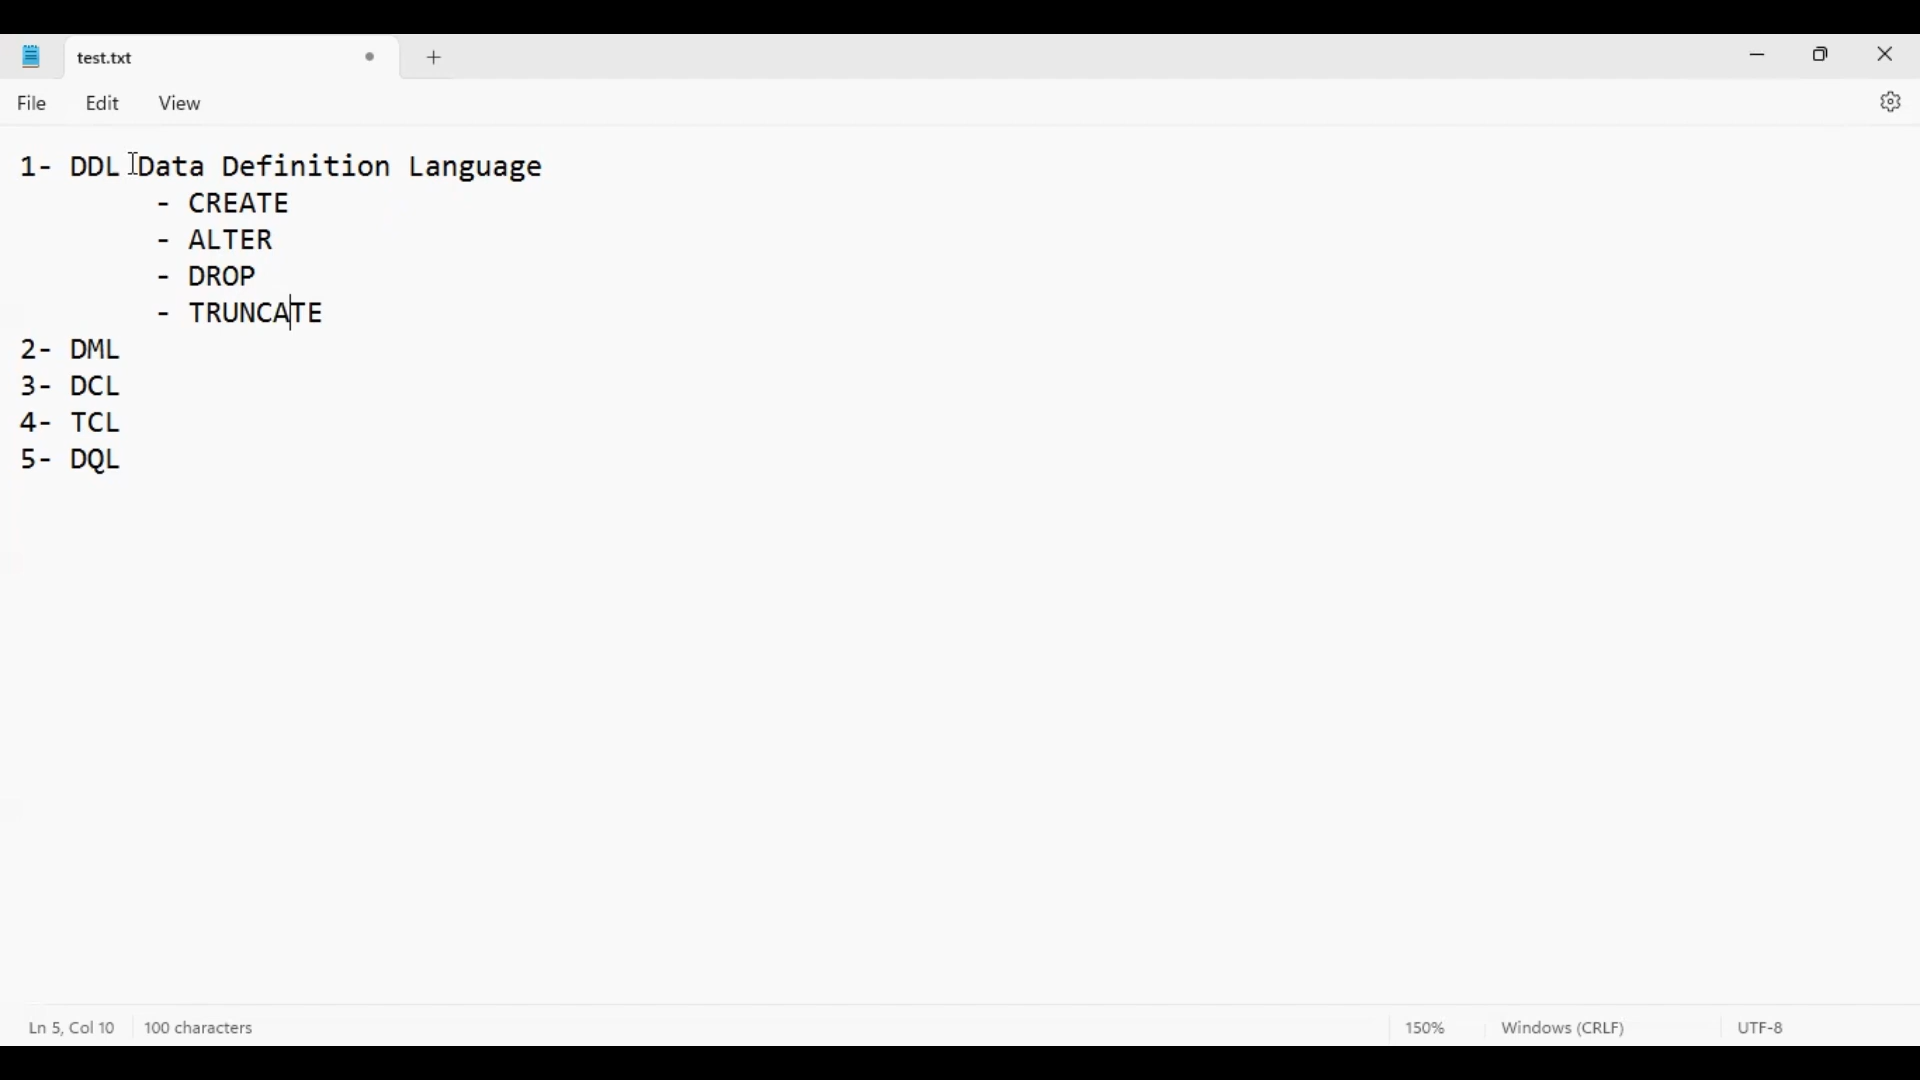 test.txt
File Edit View
1- DDL Data Definition Language
- CREATE
- ALTER
- DROP
- TRUNCATE
2- DML
3- DCL
4- TCL
5- DQL
Ln 5, Col 10 100 characters 150% Windows (CRLF) UTF-8